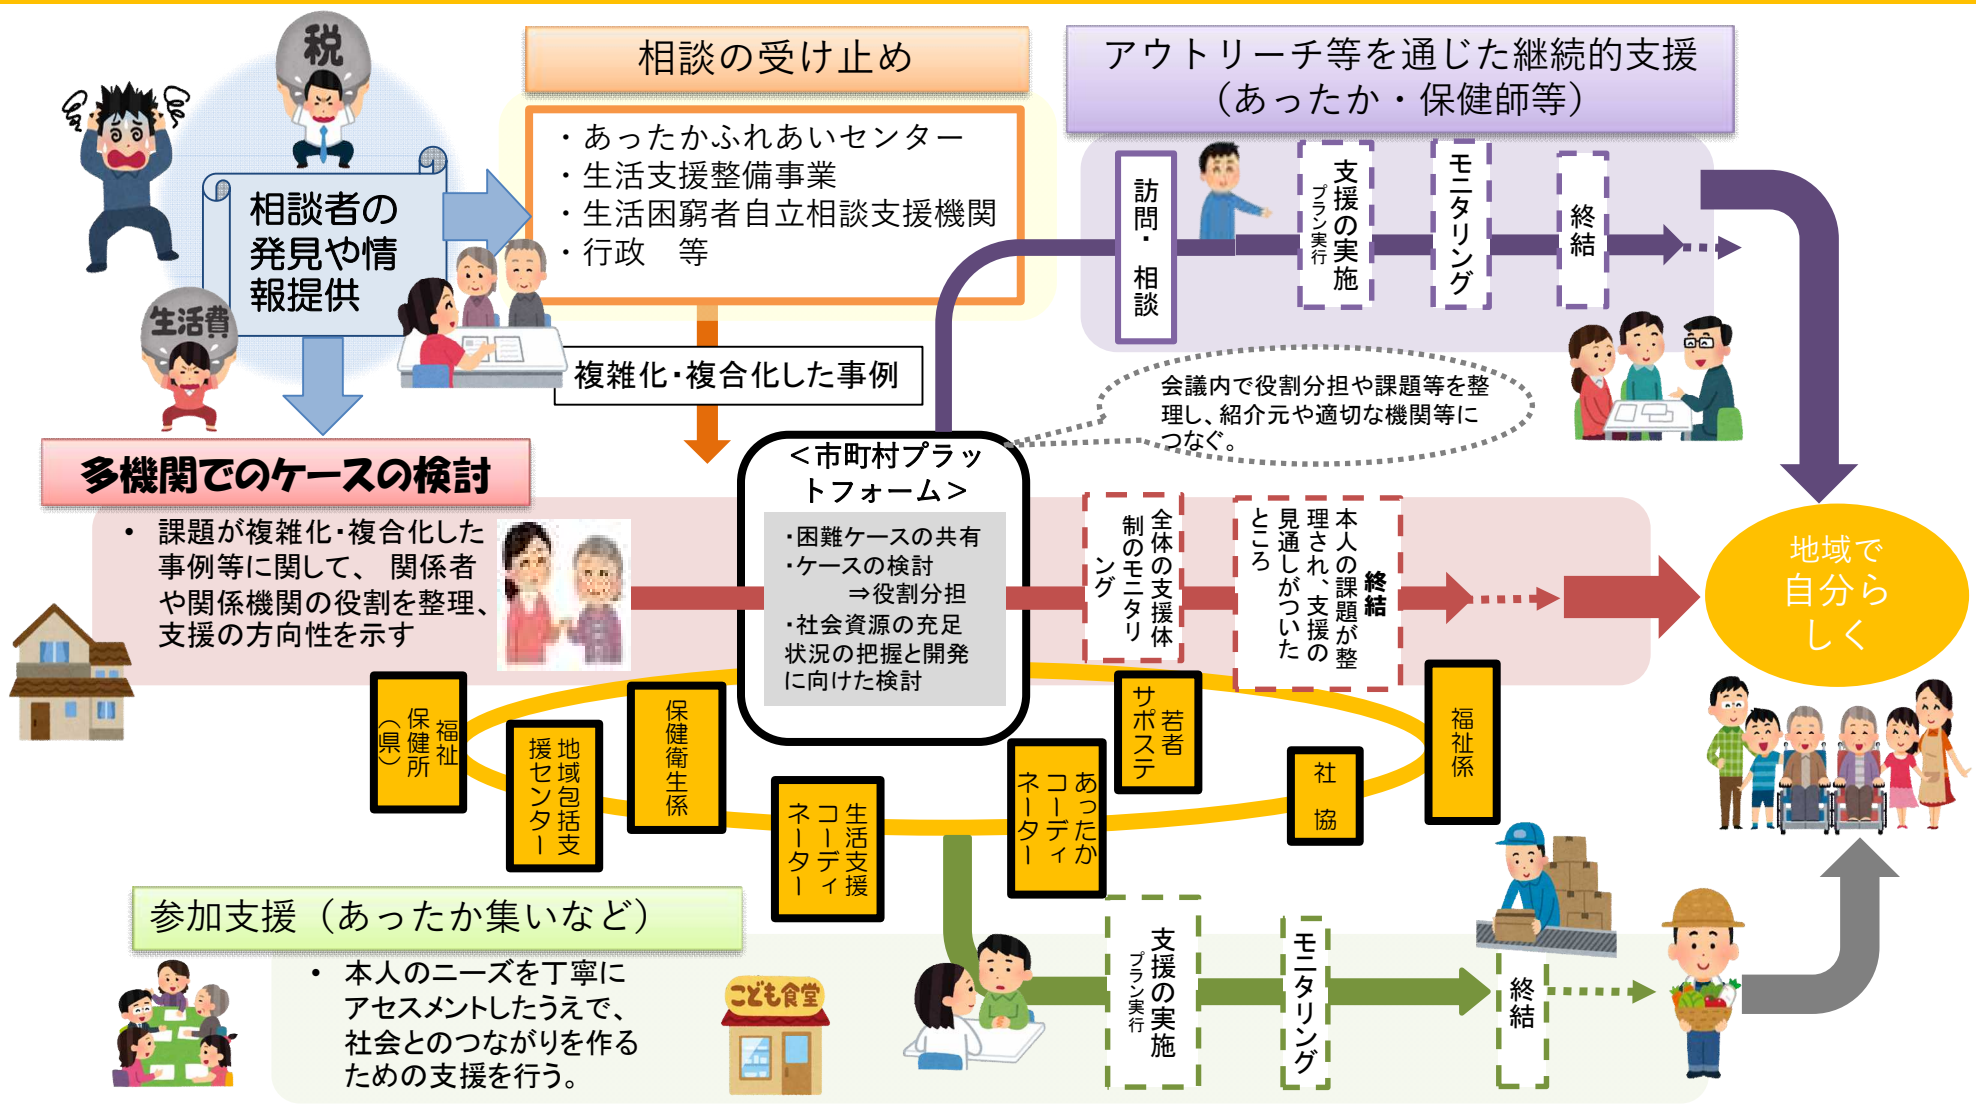 税
生活費
相談者の
発見や情
報提供
相談の受け止め
・あったかふれあいセンター
・生活支援整備事業
・生活困窮者自立相談支援機関
・行政　等
複雑化・複合化した事例
アウトリーチ等を通じた継続的支援
（あったか・保健師等）
訪問・相談
支援の実施
プラン実行
モニタリング
終結
会議内で役割分担や課題等を整
理し、紹介元や適切な機関等に
つなぐ。
多機関でのケースの検討
• 課題が複雑化・複合化した
事例等に関して、 関係者
や関係機関の役割を整理、
支援の方向性を示す
＜市町村プラッ
トフォーム＞
・困難ケースの共有
・ケースの検討
⇒役割分担
・社会資源の充足
状況の把握と開発
に向けた検討
全体の支援体
制のモニタリ
ング
終結
本人の課題が整
理され、支援の
見通しがついた
ところ
地域で
自分ら
しく
福祉
保健所
（県）
地域包括支
援センター
保健衛生係
生活支援
コーディ
ネーター
あったか
コーディ
ネーター
若者
サポステ
社協
福祉係
参加支援（あったか集いなど）
• 本人のニーズを丁寧に
アセスメントしたうえで、
社会とのつながりを作る
ための支援を行う。
こども食堂
支援の実施
プラン実行
モニタリング
終結